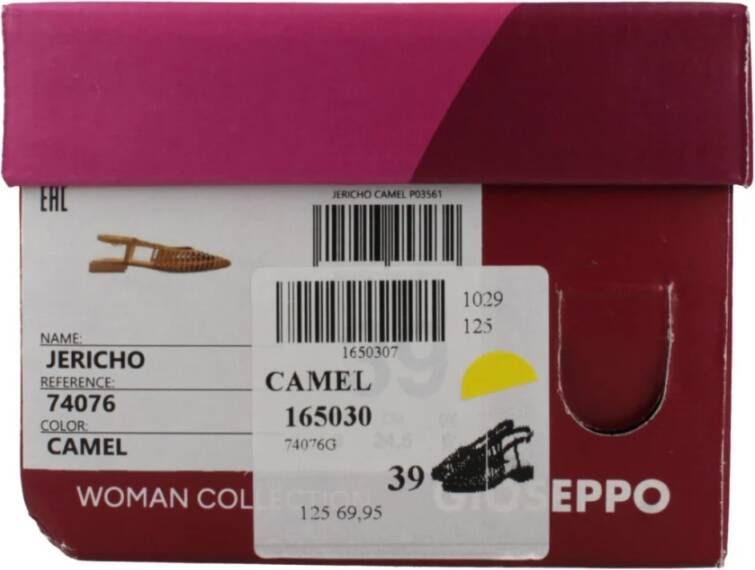 EAC
JERICHO CAMEL P03561
NAME:
JERICHO
REFERENCE:
74076
COLOR:
CAMEL
1029
125
1650307
CAMEL
165030
74076G
39
125 69,95
WOMAN COLLECTION
GIOSEPPO